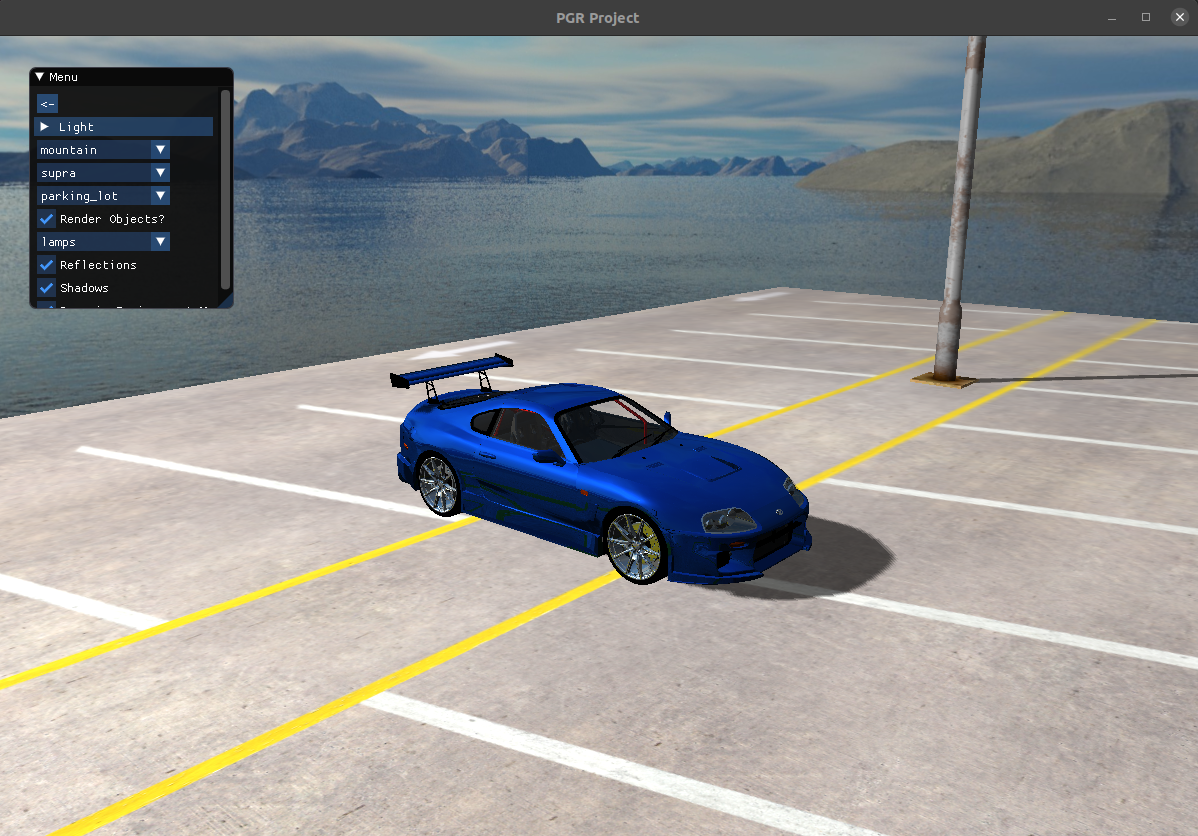 PGR Project
Menu
<-
Light
mountain
supra
parking_lot
Render Objects?
lamps
Reflections
Shadows